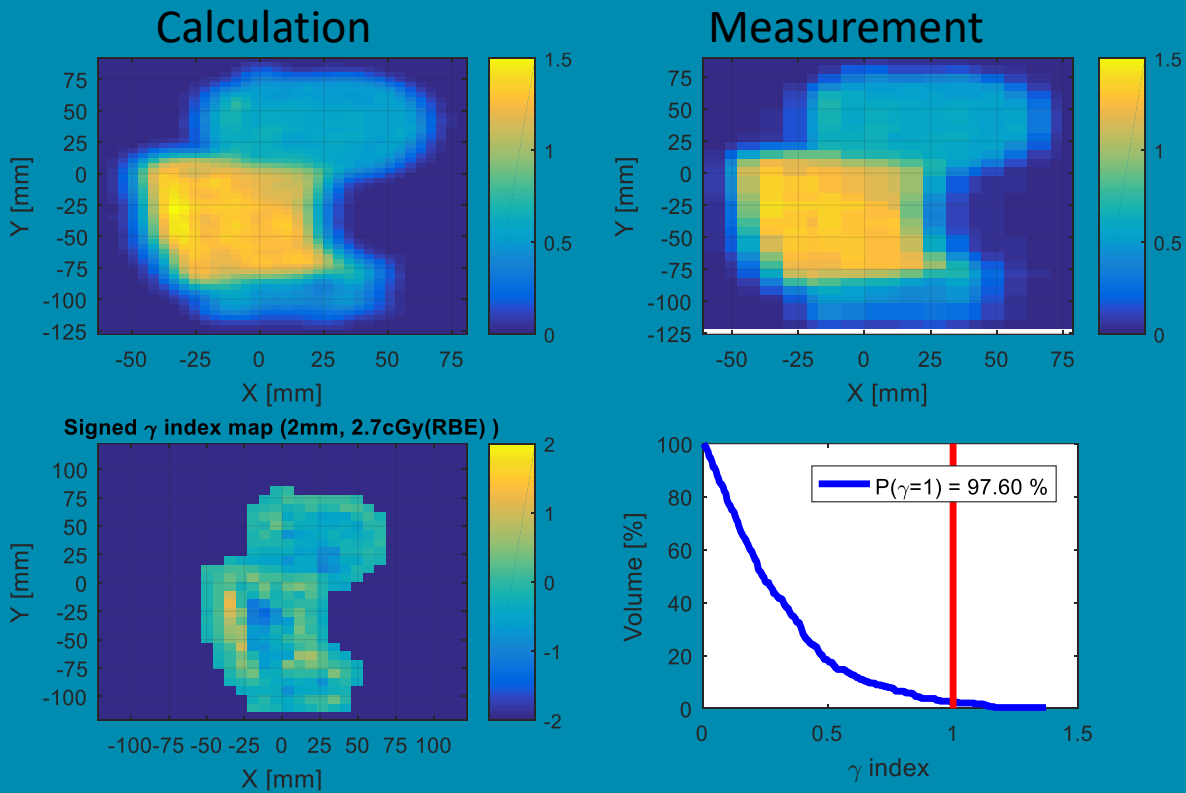 Calculation
75
50
25
0
-25
-50
-75
-100
-125
Y [mm]
-50 0 25 75
X [mm]
1.5
1
0.5
0
Measurement
75
50
25
0
-25
-50
-75
-100
-125
Y [mm]
-50 -25 0 25 50 75
X [mm]
1.5
1
0.5
0
Signed γ index map (2mm, 2.7cGy(RBE) )
100
75
50
25
0
-25
-50
-75
-100
Y [mm]
-100 -75 -50 -25 0 25 50 75 100
X [mm]
2
1
0
-1
-2
100
80
60
40
20
0
Volume [%]
P(γ=1) = 97.60 %
0 0.5 1 1.5
γ index